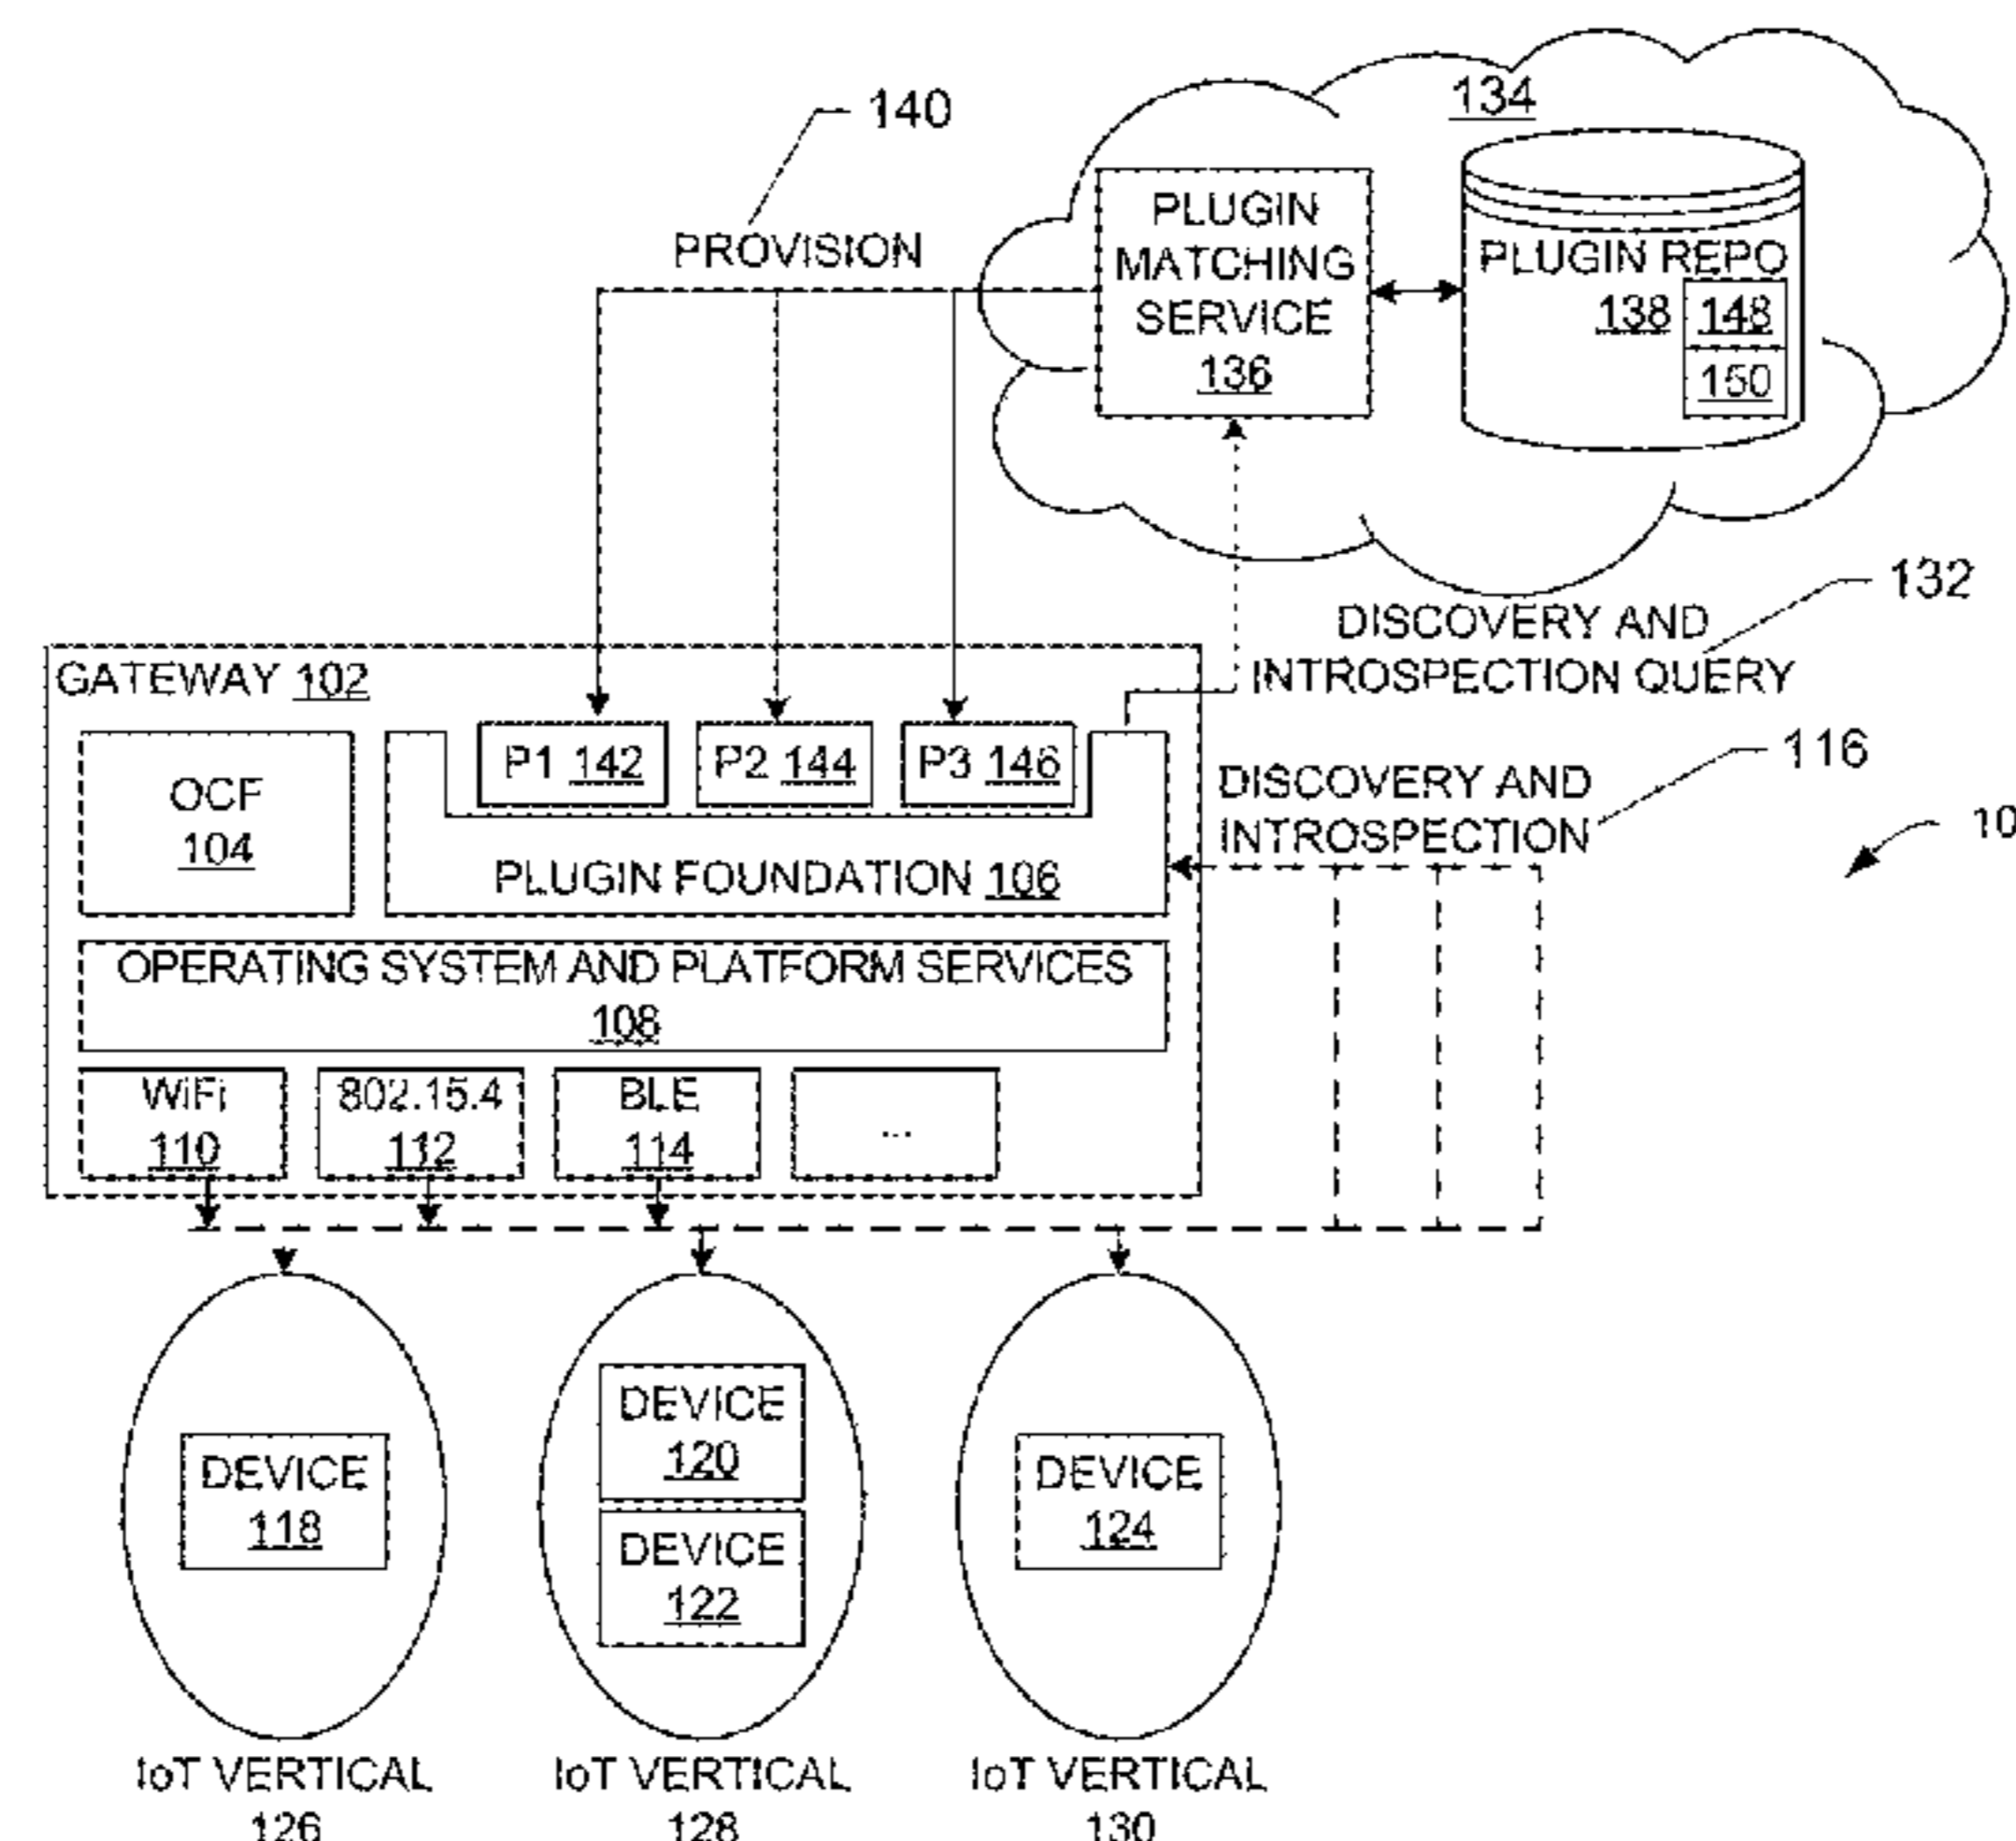 134
140
PROVISION
PLUGIN
MATCHING
SERVICE
136
PLUGIN REPO
138
148
150
132
DISCOVERY AND
INTROSPECTION QUERY
GATEWAY 102
P1 142
P2 144
P3 146
OCF
104
PLUGIN FOUNDATION 106
116
DISCOVERY AND
INTROSPECTION
10
OPERATING SYSTEM AND PLATFORM SERVICES
108
WiFi
110
802.15.4
112
BLE
114
...
DEVICE
118
DEVICE
120
DEVICE
122
DEVICE
124
IoT VERTICAL
126
IoT VERTICAL
128
IoT VERTICAL
130